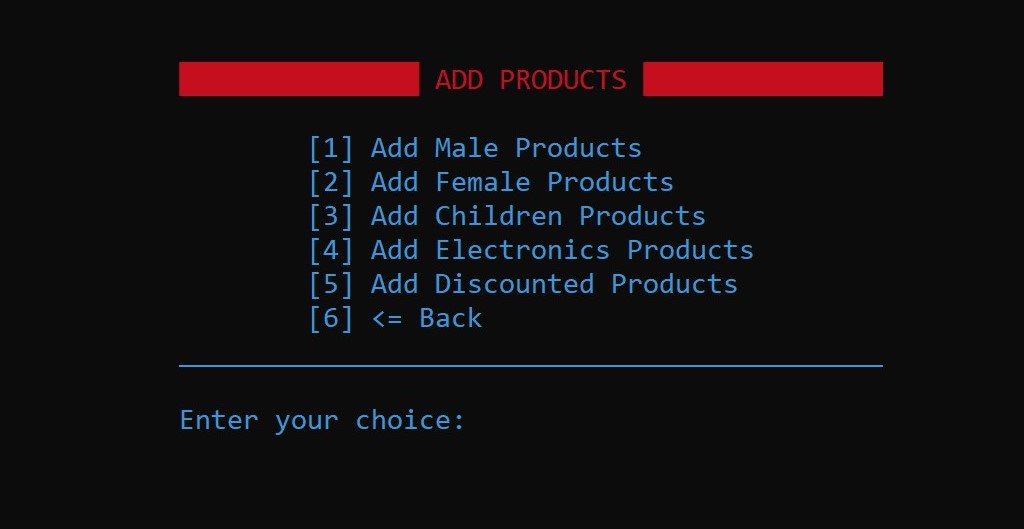 ADD PRODUCTS
[1] Add Male Products
[2] Add Female Products
[3] Add Children Products
[4] Add Electronics Products
[5] Add Discounted Products
[6] <= Back
Enter your choice: